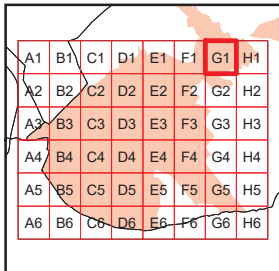 A1 B1 C1 D1 E1 F1 G1 H1
A2 B2 C2 D2 E2 F2 G2 H2
A3 B3 C3 D3 E3 F3 G3 H3
A4 B4 C4 D4 E4 F4 G4 H4
A5 B5 C5 D5 E5 F5 G5 H5
A6 B6 C6 D6 E6 F6 G6 H6